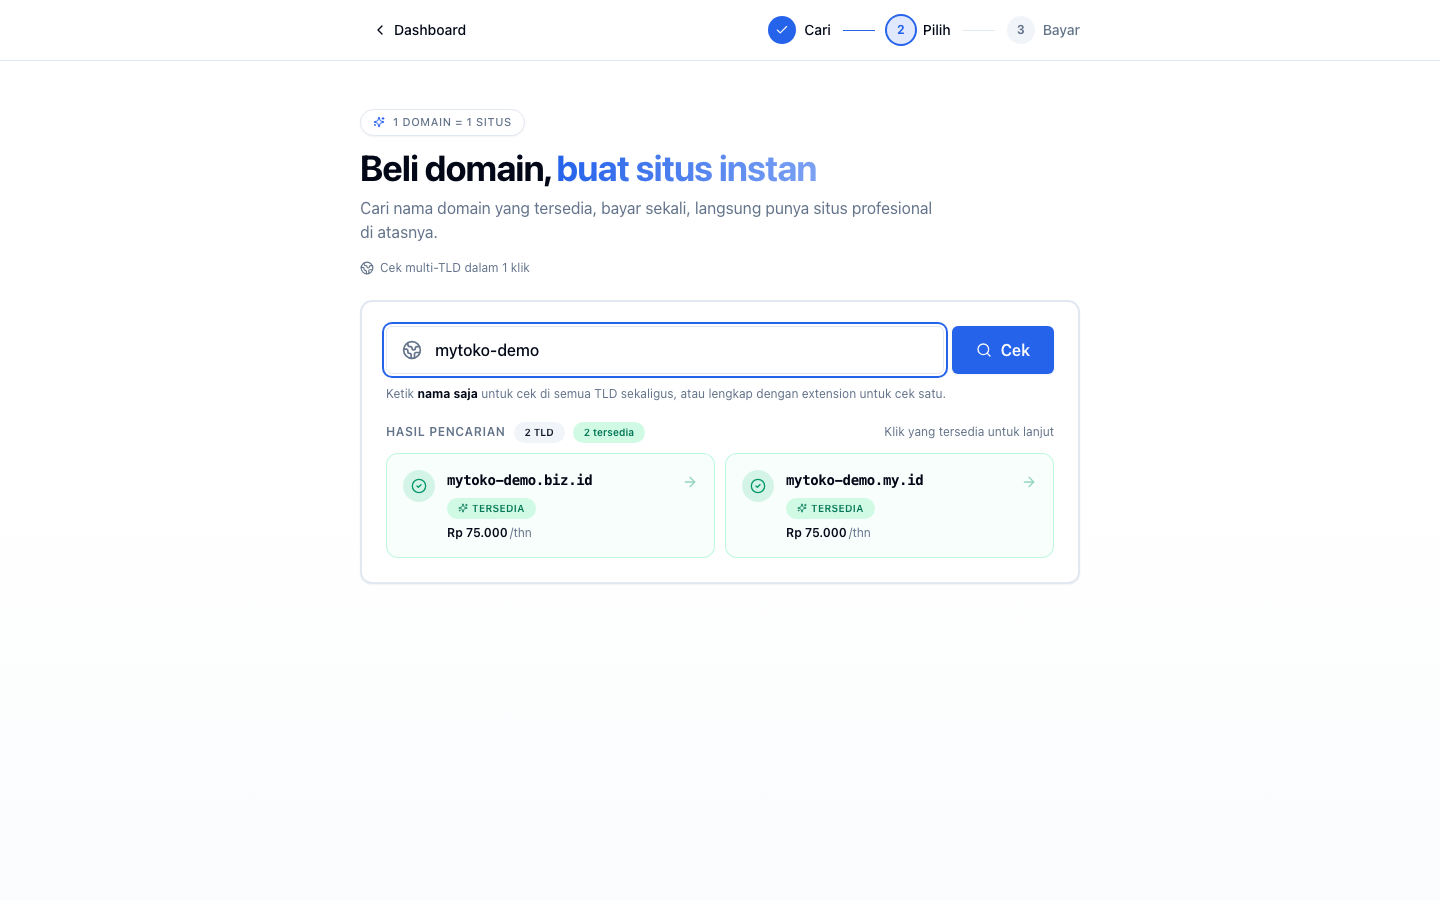 Dashboard
Cari
2 Pilih
3 Bayar
1 DOMAIN = 1 SITUS
Beli domain, buat situs instan
Cari nama domain yang tersedia, bayar sekali, langsung punya situs profesional
di atasnya.
Cek multi-TLD dalam 1 klik
mytoko-demo
Cek
Ketik nama saja untuk cek di semua TLD sekaligus, atau lengkap dengan extension untuk cek satu.
HASIL PENCARIAN 2 TLD 2 tersedia
Klik yang tersedia untuk lanjut
mytoko-demo.biz.id
TERSEDIA
Rp 75.000/thn
mytoko-demo.my.id
TERSEDIA
Rp 75.000/thn